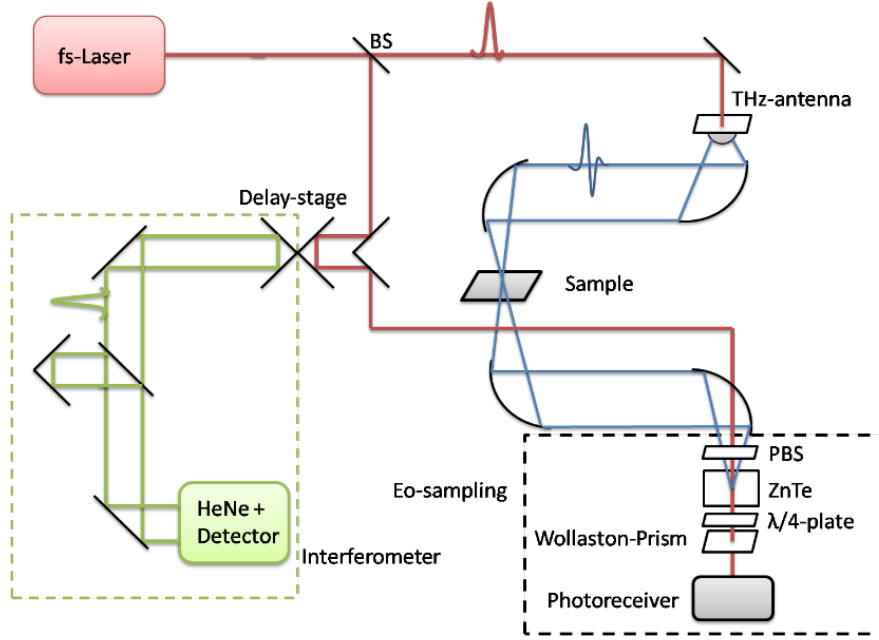 fs-Laser
BS
THz-antenna
Delay-stage
Sample
PBS
Eo-sampling
ZnTe
λ/4-plate
HeNe +
Detector
Wollaston-Prism
Interferometer
Photoreceiver